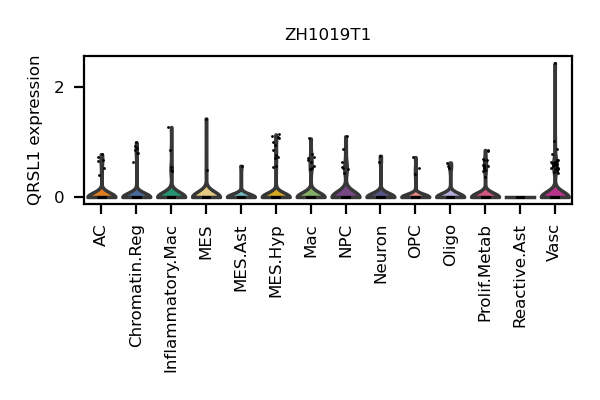 ZH1019T1
QRSL1 expression
2
0
AC
Chromatin.Reg
Inflammatory.Mac
MES
MES.Ast
MES.Hyp
Mac
NPC
Neuron
OPC
Oligo
Prolif.Metab
Reactive.Ast
Vasc